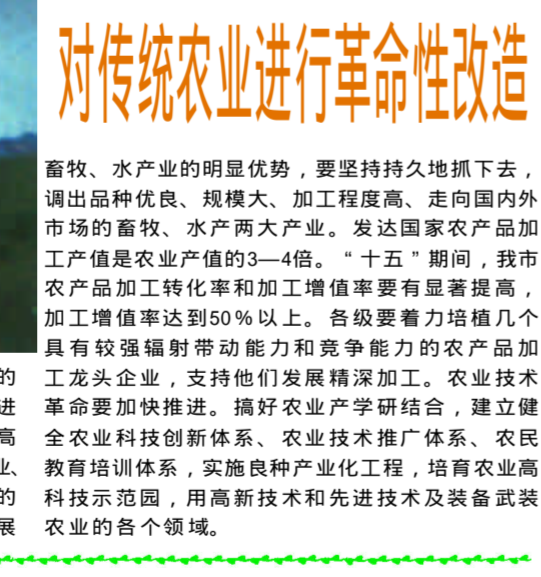 对传统农业进行革命性改造
畜牧、水产业的明显优势，要坚持持久地抓下去，
调出品种优良、规模大、加工程度高、走向国内外
市场的畜牧、水产两大产业。发达国家农产品加
工产值是农业产值的3—4倍。“十五”期间，我市
农产品加工转化率和加工增值率要有显著提高，
加工增值率达到50％以上。各级要着力培植几个
具有较强辐射带动能力和竞争能力的农产品加
工龙头企业，支持他们发展精深加工。农业技术
革命要加快推进。搞好农业产学研结合，建立健
全农业科技创新体系、农业技术推广体系、农民
教育培训体系，实施良种产业化工程，培育农业高
科技示范园，用高新技术和先进技术及装备武装
农业的各个领域。
的
进
高
业、
的
展